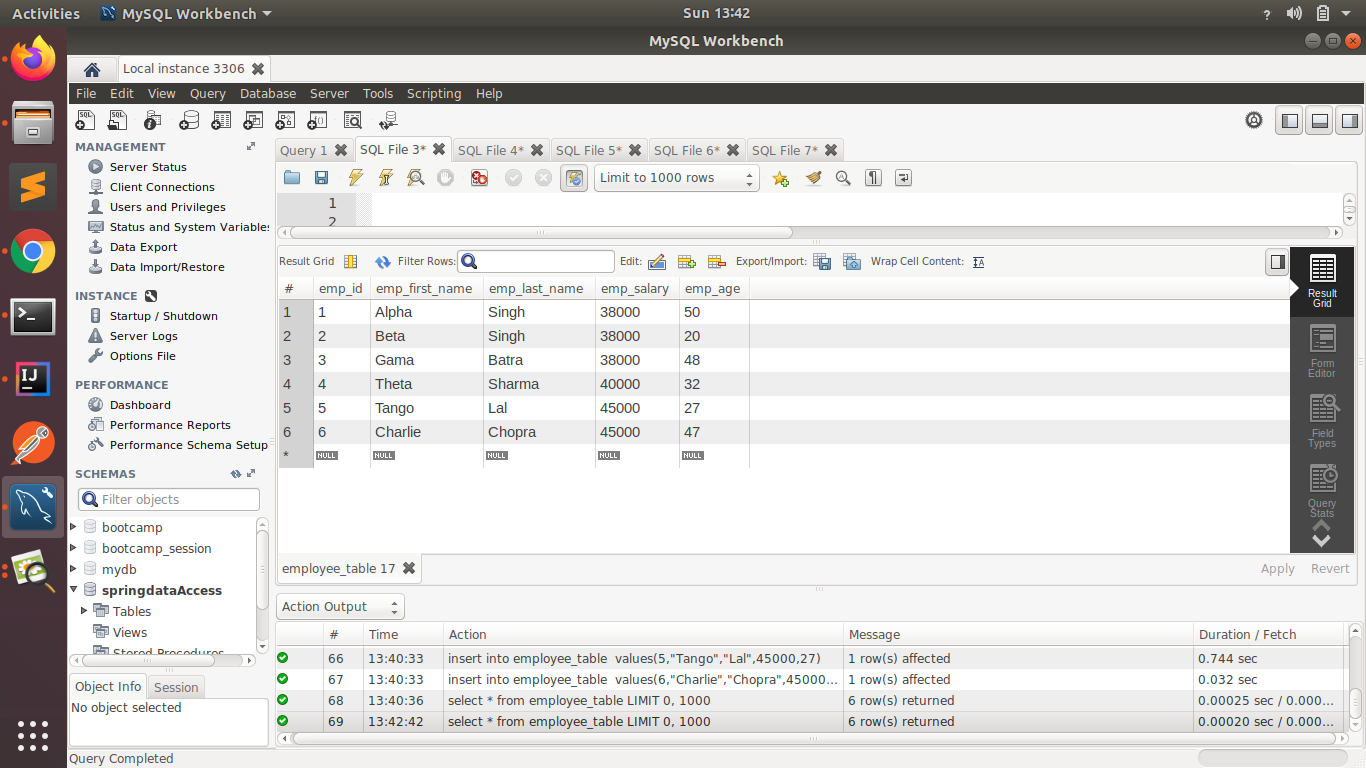 Activities MySQL Workbench Sun 13:42 ?
MySQL Workbench
Local instance 3306
File Edit View Query Database Server Tools Scripting Help
MANAGEMENT
Server Status
Client Connections
Users and Privileges
Status and System Variables
Data Export
Data Import/Restore
INSTANCE
Startup / Shutdown
Server Logs
Options File
PERFORMANCE
Dashboard
Performance Reports
Performance Schema Setup
SCHEMAS
Filter objects
bootcamp
bootcamp_session
mydb
springdataAccess
Tables
Views
Stored Procedures
Object Info Session
No object selected
Query 1 SQL File 3* SQL File 4* SQL File 5* SQL File 6* SQL File 7*
Limit to 1000 rows
1
2
Result Grid Filter Rows: Edit: Export/Import: Wrap Cell Content: IA
# emp_id emp_first_name emp_last_name emp_salary emp_age
1 1 Alpha Singh 38000 50
2 2 Beta Singh 38000 20
3 3 Gama Batra 38000 48
4 4 Theta Sharma 40000 32
5 5 Tango Lal 45000 27
6 6 Charlie Chopra 45000 47
* NULL NULL NULL NULL NULL
Result
Grid
Form
Editor
Field
Types
Query
Stats
employee_table 17 Apply Revert
Action Output
# Time Action Message Duration / Fetch
66 13:40:33 insert into employee_table values(5,"Tango","Lal",45000,27) 1 row(s) affected 0.744 sec
67 13:40:33 insert into employee_table values(6,"Charlie","Chopra",45000... 1 row(s) affected 0.032 sec
68 13:40:36 select * from employee_table LIMIT 0, 1000 6 row(s) returned 0.00025 sec / 0.000...
69 13:42:42 select * from employee_table LIMIT 0, 1000 6 row(s) returned 0.00020 sec / 0.000...
Query Completed